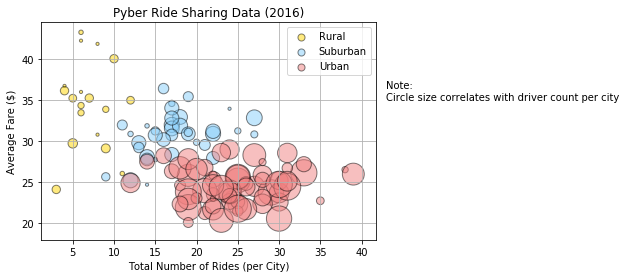 Pyber Ride Sharing Data (2016)
Rural
Suburban
Urban
Note:
Circle size correlates with driver count per city
Average Fare ($)
40
35
30
25
20
5
10
15
20
25
30
35
40
Total Number of Rides (per City)